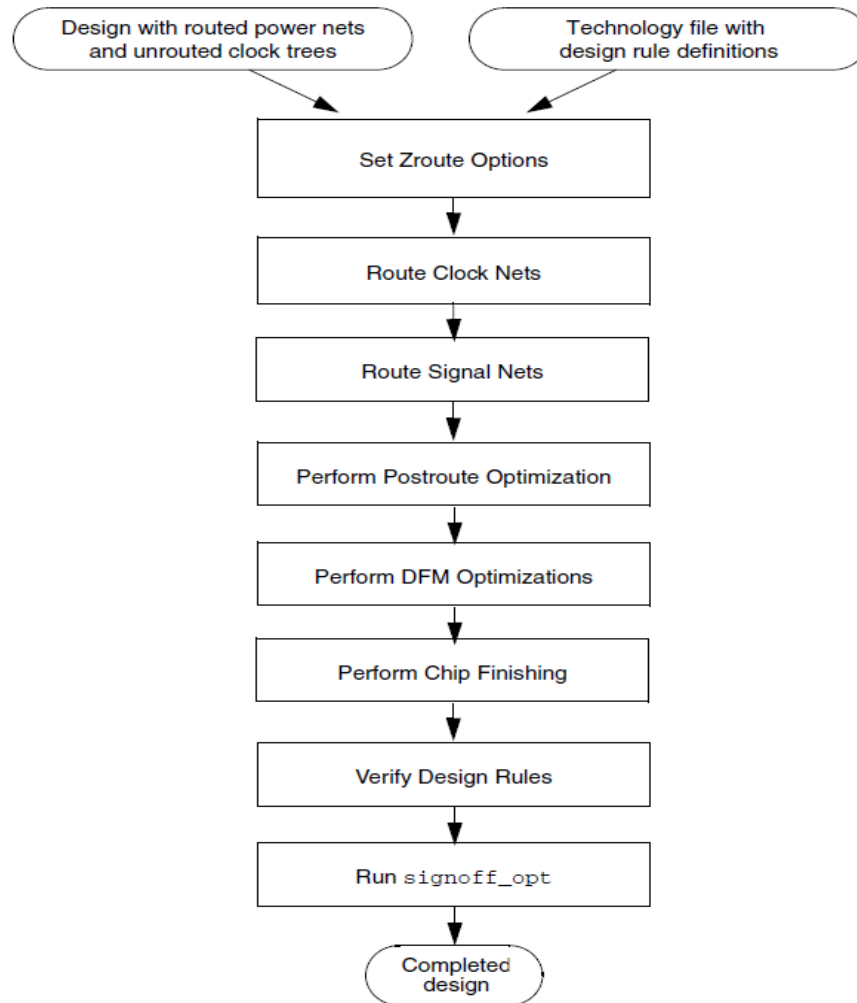 Design with routed power nets
and unrouted clock trees
Technology file with
design rule definitions
Set Zroute Options
Route Clock Nets
Route Signal Nets
Perform Postroute Optimization
Perform DFM Optimizations
Perform Chip Finishing
Verify Design Rules
Run signoff_opt
Completed
design